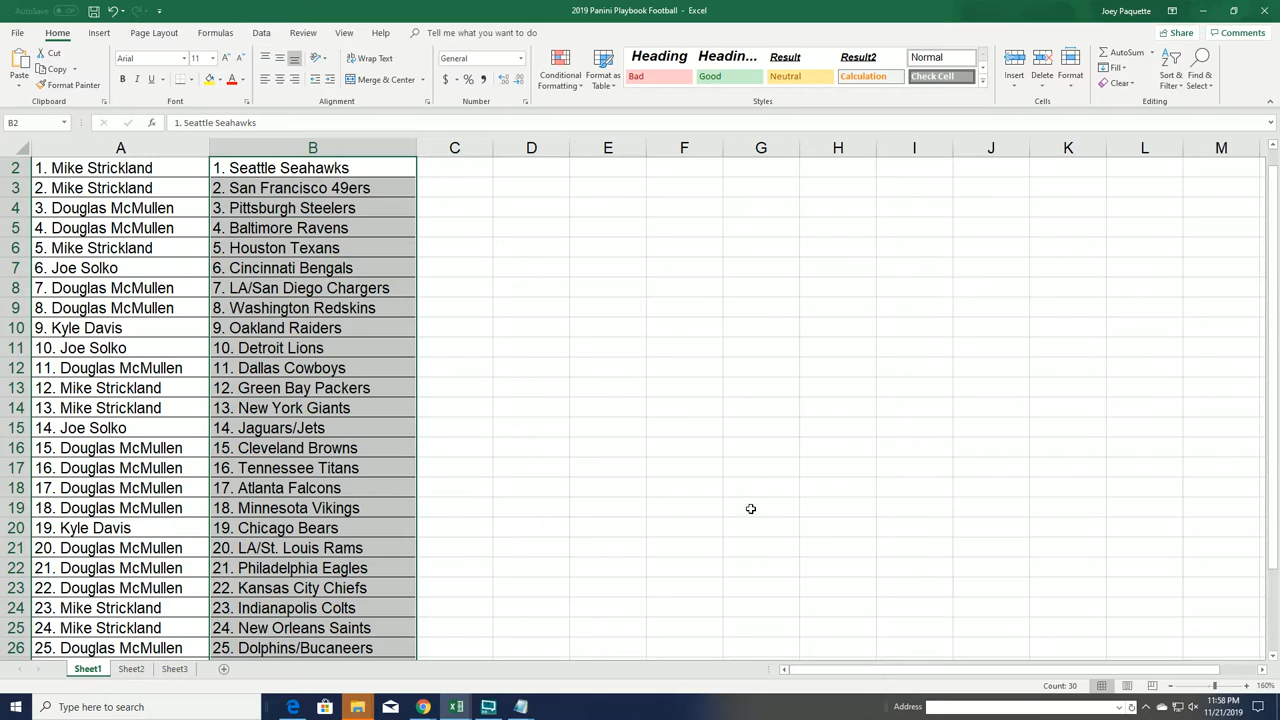 AutoSave Off 2019 Panini Playbook Football - Excel Joey Paquette
File Home Insert Page Layout Formulas Data Review View Help Tell me what you want to do Share Comments
Paste Cut Copy Format Painter Clipboard
Arial 11 B I U A Font
Wrap Text Merge & Center Alignment
General $ % Number
Conditional Formatting Format as Table
Heading Headin... Result Result2 Normal
Bad Good Neutral Calculation Check Cell
Styles
Insert Delete Format Cells
AutoSum Fill Clear Sort & Filter Find & Select Editing
B2 fx 1. Seattle Seahawks
A B C D E F G H I J K L M
2 1. Mike Strickland 1. Seattle Seahawks
3 2. Mike Strickland 2. San Francisco 49ers
4 3. Douglas McMullen 3. Pittsburgh Steelers
5 4. Douglas McMullen 4. Baltimore Ravens
6 5. Mike Strickland 5. Houston Texans
7 6. Joe Solko 6. Cincinnati Bengals
8 7. Douglas McMullen 7. LA/San Diego Chargers
9 8. Douglas McMullen 8. Washington Redskins
10 9. Kyle Davis 9. Oakland Raiders
11 10. Joe Solko 10. Detroit Lions
12 11. Douglas McMullen 11. Dallas Cowboys
13 12. Mike Strickland 12. Green Bay Packers
14 13. Mike Strickland 13. New York Giants
15 14. Joe Solko 14. Jaguars/Jets
16 15. Douglas McMullen 15. Cleveland Browns
17 16. Douglas McMullen 16. Tennessee Titans
18 17. Douglas McMullen 17. Atlanta Falcons
19 18. Douglas McMullen 18. Minnesota Vikings
20 19. Kyle Davis 19. Chicago Bears
21 20. Douglas McMullen 20. LA/St. Louis Rams
22 21. Douglas McMullen 21. Philadelphia Eagles
23 22. Douglas McMullen 22. Kansas City Chiefs
24 23. Mike Strickland 23. Indianapolis Colts
25 24. Mike Strickland 24. New Orleans Saints
26 25. Douglas McMullen 25. Dolphins/Bucaneers
Sheet1 Sheet2 Sheet3
Count: 30 160%
Type here to search Address 11:58 PM
11/21/2019